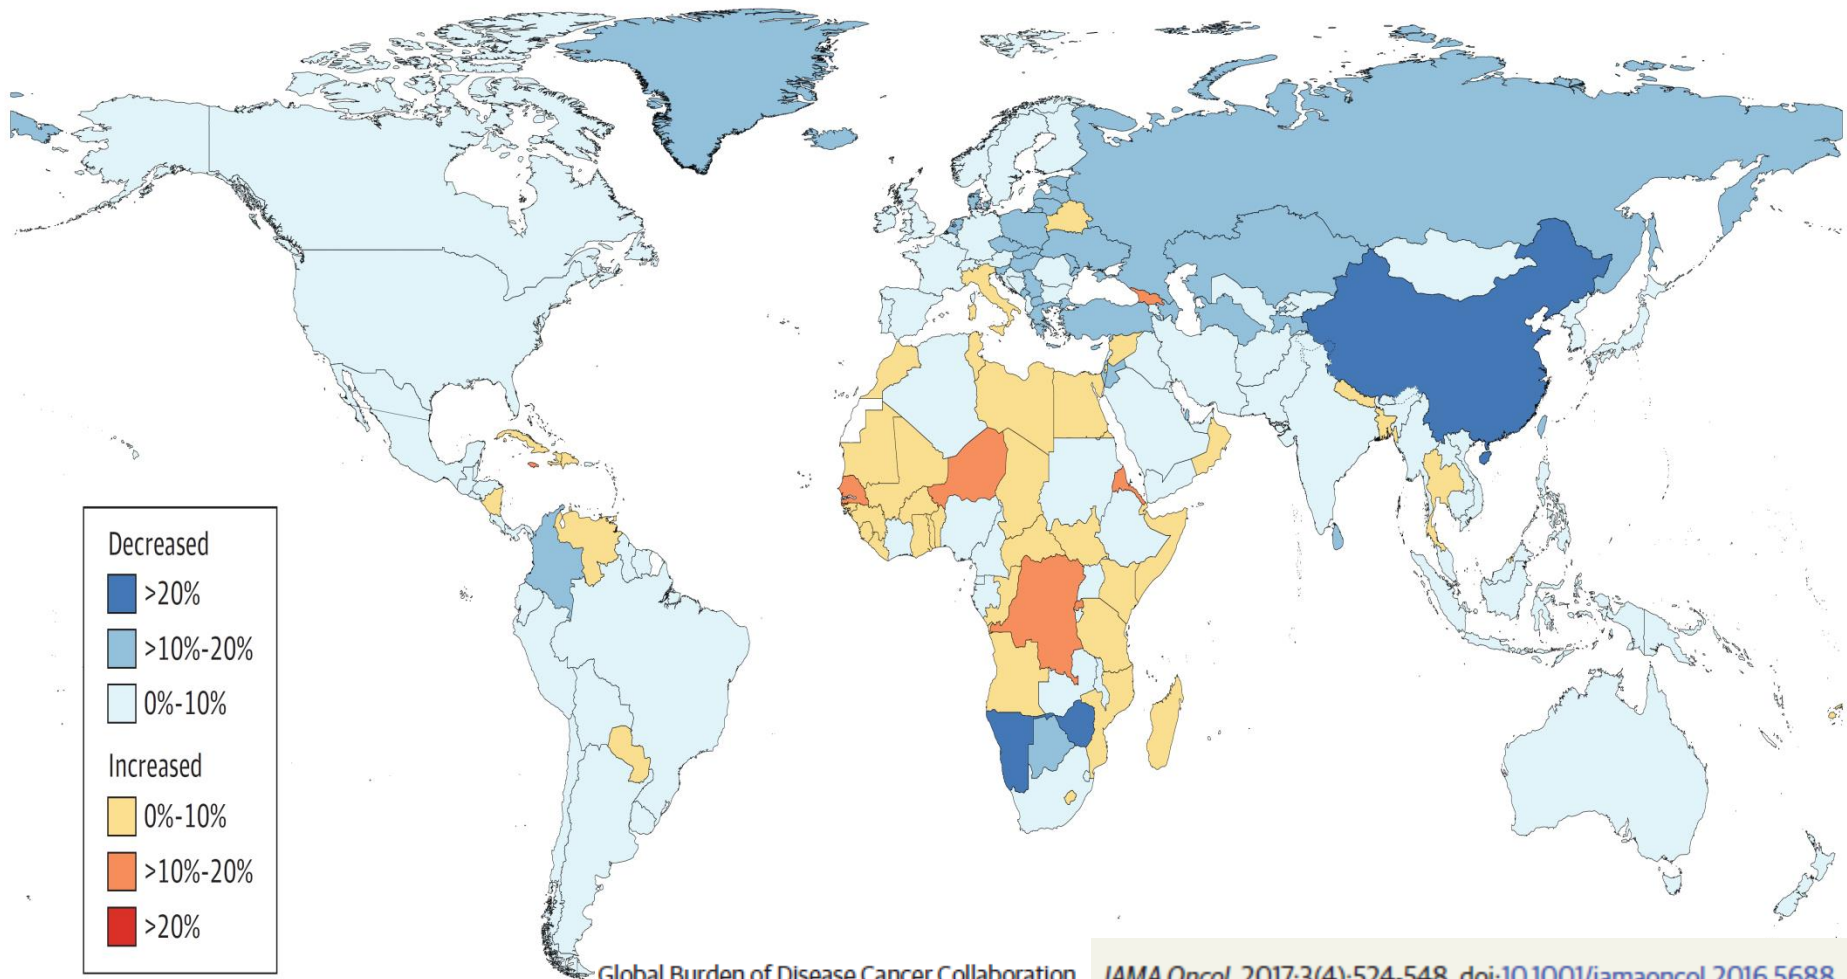 Decreased
>20%
>10%-20%
0%-10%
Increased
0%-10%
>10%-20%
>20%
Global Burden of Disease Cancer Collaboration
JAMA Oncol. 2017;3(4):524-548. doi:10.1001/jamaoncol.2016.5688